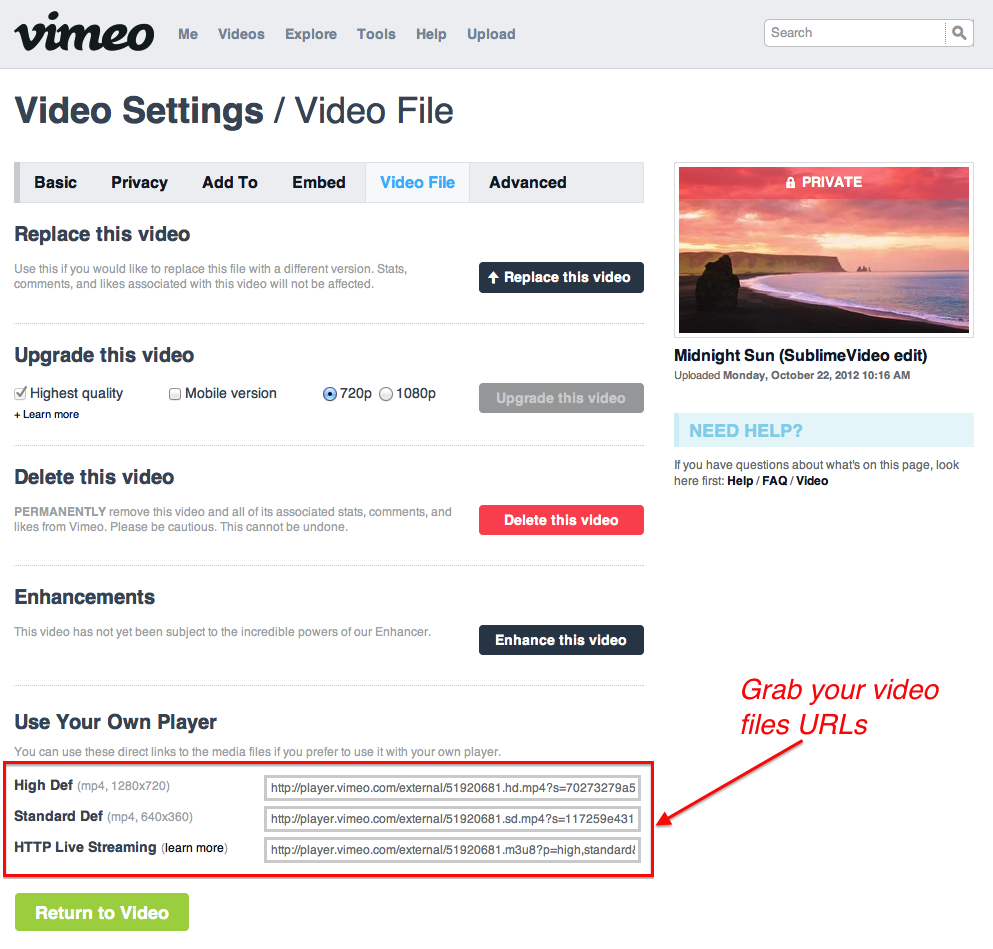 vimeo
Me Videos Explore Tools Help Upload
Search
Video Settings / Video File
Basic Privacy Add To Embed Video File Advanced
Replace this video
Use this if you would like to replace this file with a different version. Stats,
comments, and likes associated with this video will not be affected.
Replace this video
Upgrade this video
Highest quality Mobile version 720p 1080p
+ Learn more
Upgrade this video
Delete this video
PERMANENTLY remove this video and all of its associated stats, comments, and
likes from Vimeo. Please be cautious. This cannot be undone.
Delete this video
Enhancements
This video has not yet been subject to the incredible powers of our Enhancer.
Enhance this video
Use Your Own Player
You can use these direct links to the media files if you prefer to use it with your own player.
High Def (mp4, 1280x720) http://player.vimeo.com/external/51920681.hd.mp4?s=70273279a5
Standard Def (mp4, 640x360) http://player.vimeo.com/external/51920681.sd.mp4?s=117259e431
HTTP Live Streaming (learn more) http://player.vimeo.com/external/51920681.m3u8?p=high,standard&
Return to Video
PRIVATE
Midnight Sun (SublimeVideo edit)
Uploaded Monday, October 22, 2012 10:16 AM
NEED HELP?
If you have questions about what's on this page, look
here first: Help / FAQ / Video
Grab your video
files URLs